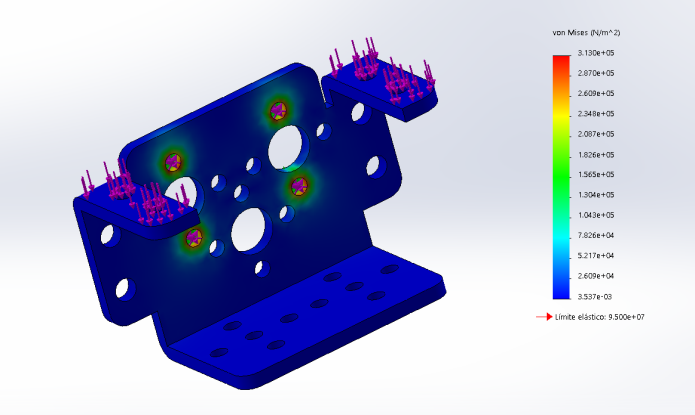 von Mises (N/m^2)
3.130e+05
2.870e+05
2.609e+05
2.348e+05
2.087e+05
1.826e+05
1.565e+05
1.304e+05
1.043e+05
7.826e+04
5.217e+04
2.609e+04
3.537e-03
Límite elástico: 9.500e+07